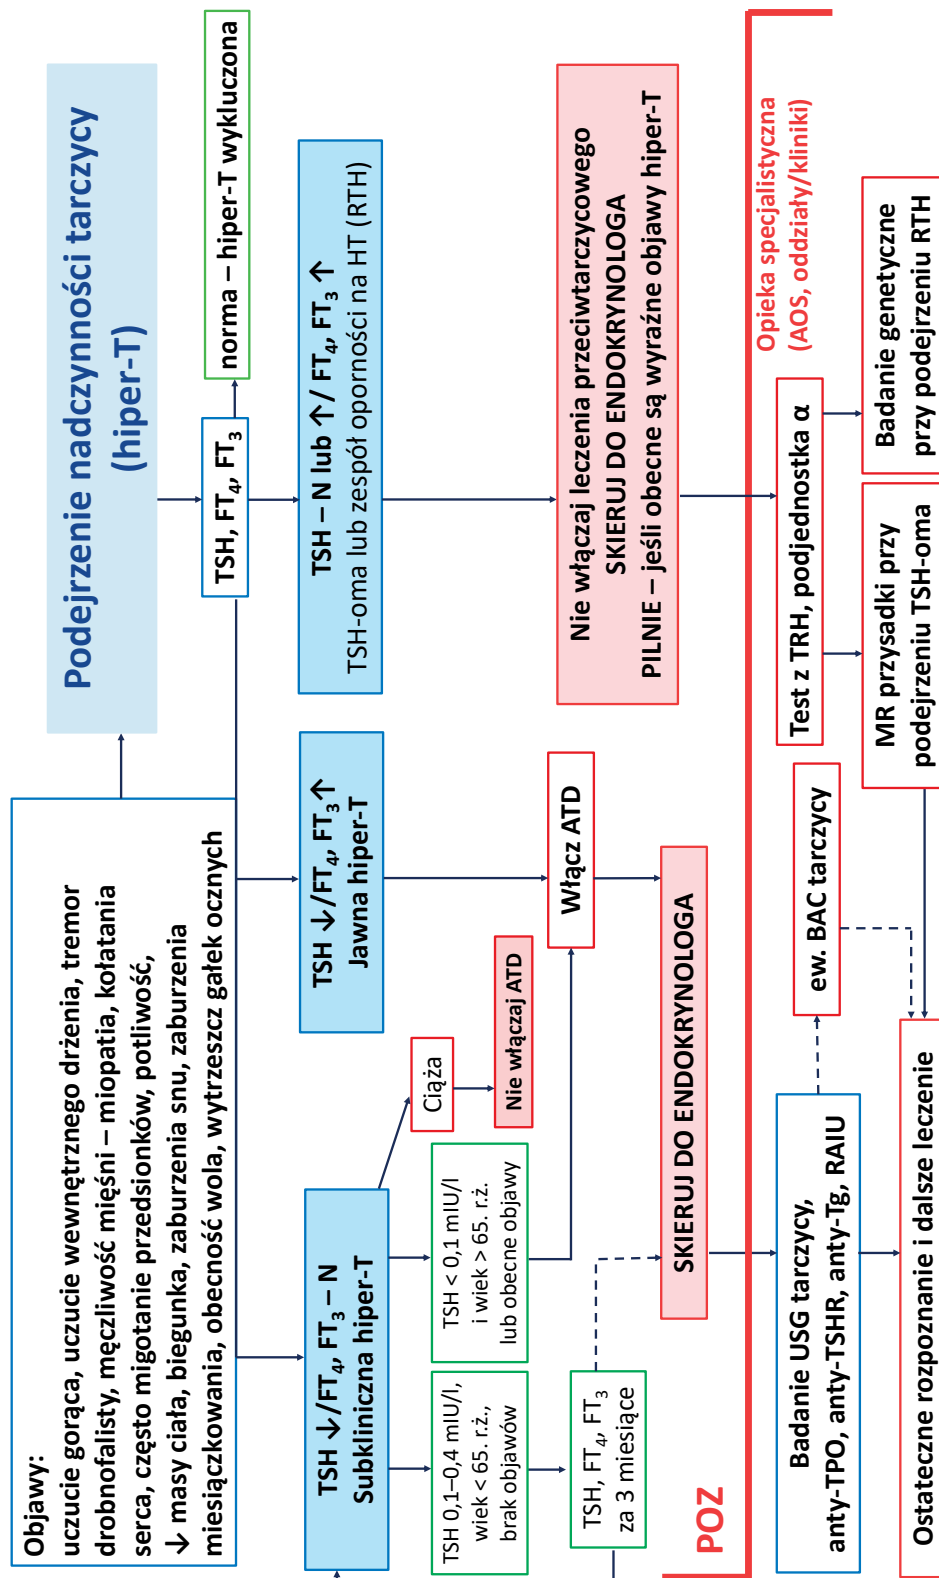 Objawy:
uczucie gorąca, uczucie wewnętrznego drżenia, tremor
drobnofalisty, męczliwość mięśni – miopatia, kołatania
serca, często migotanie przedsionków, potliwość,
↓ masy ciała, biegunka, zaburzenia snu, zaburzenia
miesiączkowania, obecność wola, wytrzeszcz gałek ocznych
Podejrzenie nadczynności tarczycy
(hiper-T)
TSH, FT₄, FT₃
norma – hiper-T wykluczona
TSH ↓/FT₄, FT₃ – N
Subkliniczna hiper-T
TSH ↓/FT₄, FT₃ ↑
Jawna hiper-T
TSH – N lub ↑/ FT₄, FT₃ ↑
TSH-oma lub zespół oporności na HT (RTH)
Ciąża
Nie włączaj ATD
TSH 0,1–0,4 mIU/l,
wiek < 65. r.ż.,
brak objawów
TSH < 0,1 mIU/l
i wiek > 65. r.ż.
lub obecne objawy
TSH, FT₄, FT₃
za 3 miesiące
Włącz ATD
Nie włączaj leczenia przeciwtarczycowego
SKIERUJ DO ENDOKRYNOLOGA
PILNIE – jeśli obecne są wyraźne objawy hiper-T
SKIERUJ DO ENDOKRYNOLOGA
POZ
Opieka specjalistyczna
(AOS, oddziały/kliniki)
Badanie USG tarczycy,
anty-TPO, anty-TSHR, anty-Tg, RAIU
ew. BAC tarczycy
Test z TRH, podjednostka α
MR przysadki przy
podejrzeniu TSH-oma
Badanie genetyczne
przy podejrzeniu RTH
Ostateczne rozpoznanie i dalsze leczenie